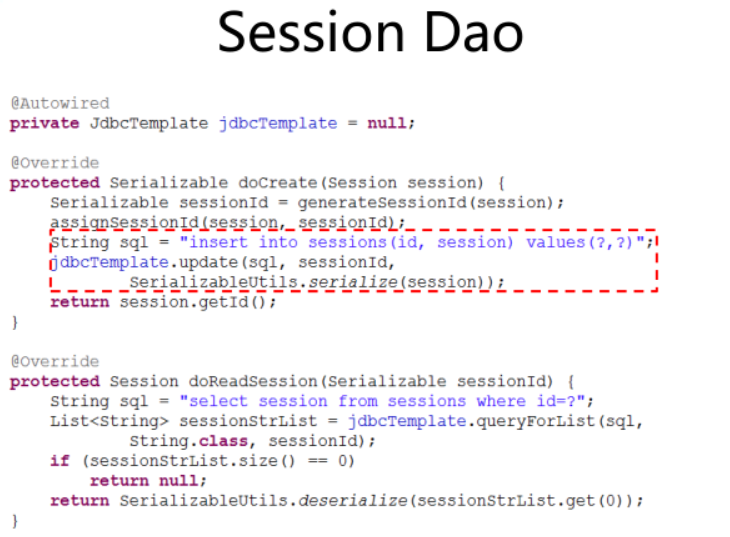 Session Dao
@Autowired
private JdbcTemplate jdbcTemplate = null;
@Override
protected Serializable doCreate(Session session) {
    Serializable sessionId = generateSessionId(session);
    assignSessionId(session, sessionId);
    String sql = "insert into sessions(id, session) values(?,?)";
    jdbcTemplate.update(sql, sessionId,
            SerializableUtils.serialize(session));
    return session.getId();
}
@Override
protected Session doReadSession(Serializable sessionId) {
    String sql = "select session from sessions where id=?";
    List<String> sessionStrList = jdbcTemplate.queryForList(sql,
            String.class, sessionId);
    if (sessionStrList.size() == 0)
        return null;
    return SerializableUtils.deserialize(sessionStrList.get(0));
}